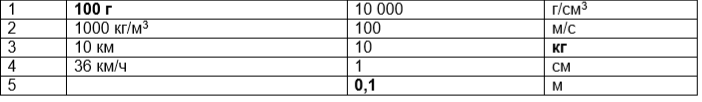 1 100 г 10 000 г/см³
2 1000 кг/м³ 100 м/с
3 10 км 10 кг
4 36 км/ч 1 см
5 0,1 м